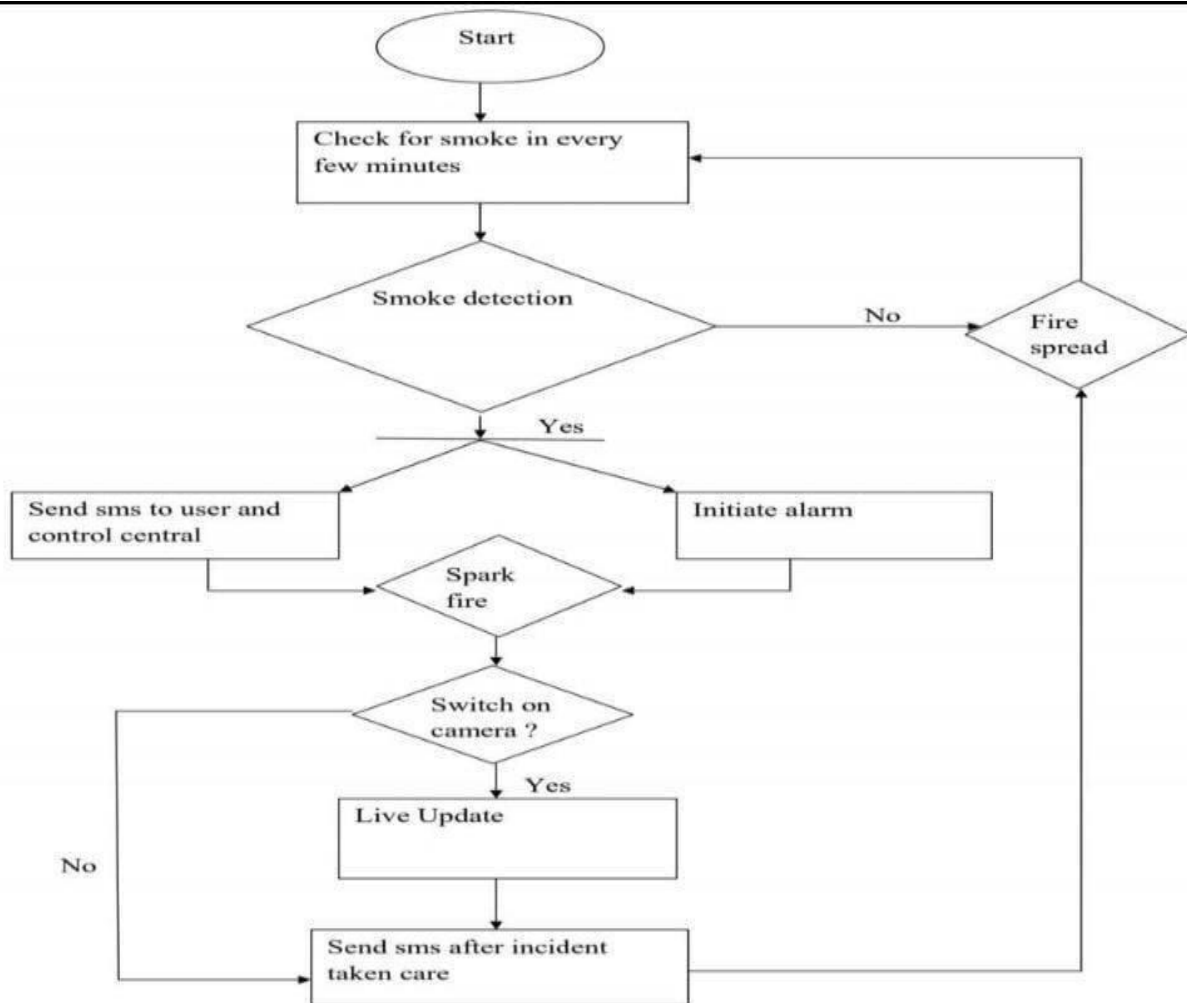 Start
Check for smoke in every
few minutes
Smoke detection
No
Fire
spread
Yes
Send sms to user and
control central
Initiate alarm
Spark
fire
Switch on
camera ?
Yes
Live Update
No
Send sms after incident
taken care